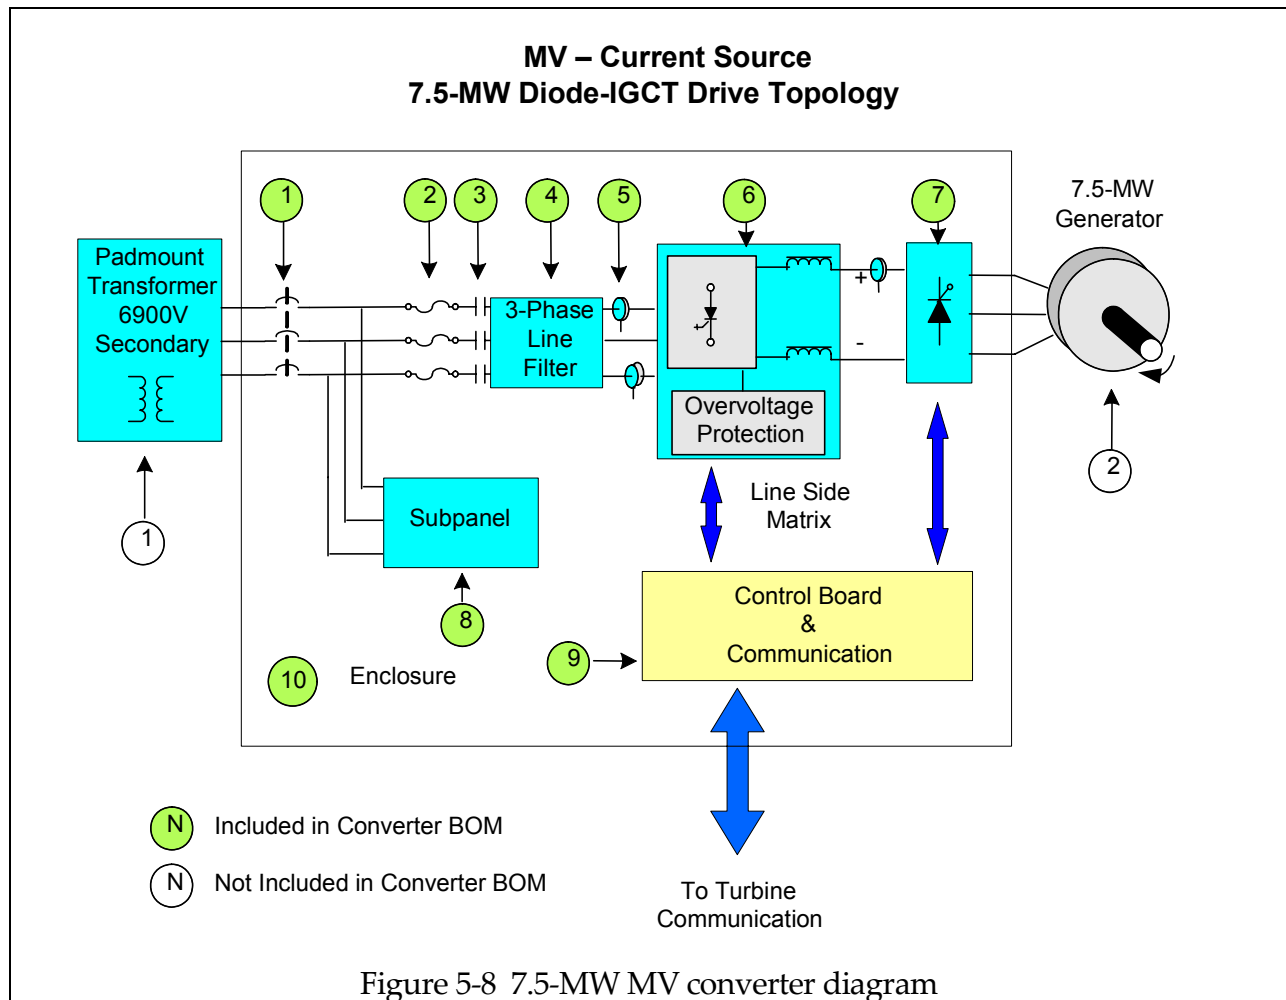 MV – Current Source
7.5-MW Diode-IGCT Drive Topology
1
2
3
4
5
6
7
7.5-MW
Generator
Padmount
Transformer
6900V
Secondary
3-Phase
Line
Filter
+
-
Overvoltage
Protection
2
Line Side
Matrix
Subpanel
1
8
Control Board
&
Communication
9
10
Enclosure
N
Included in Converter BOM
N
Not Included in Converter BOM
To Turbine
Communication
Figure 5-8 7.5-MW MV converter diagram